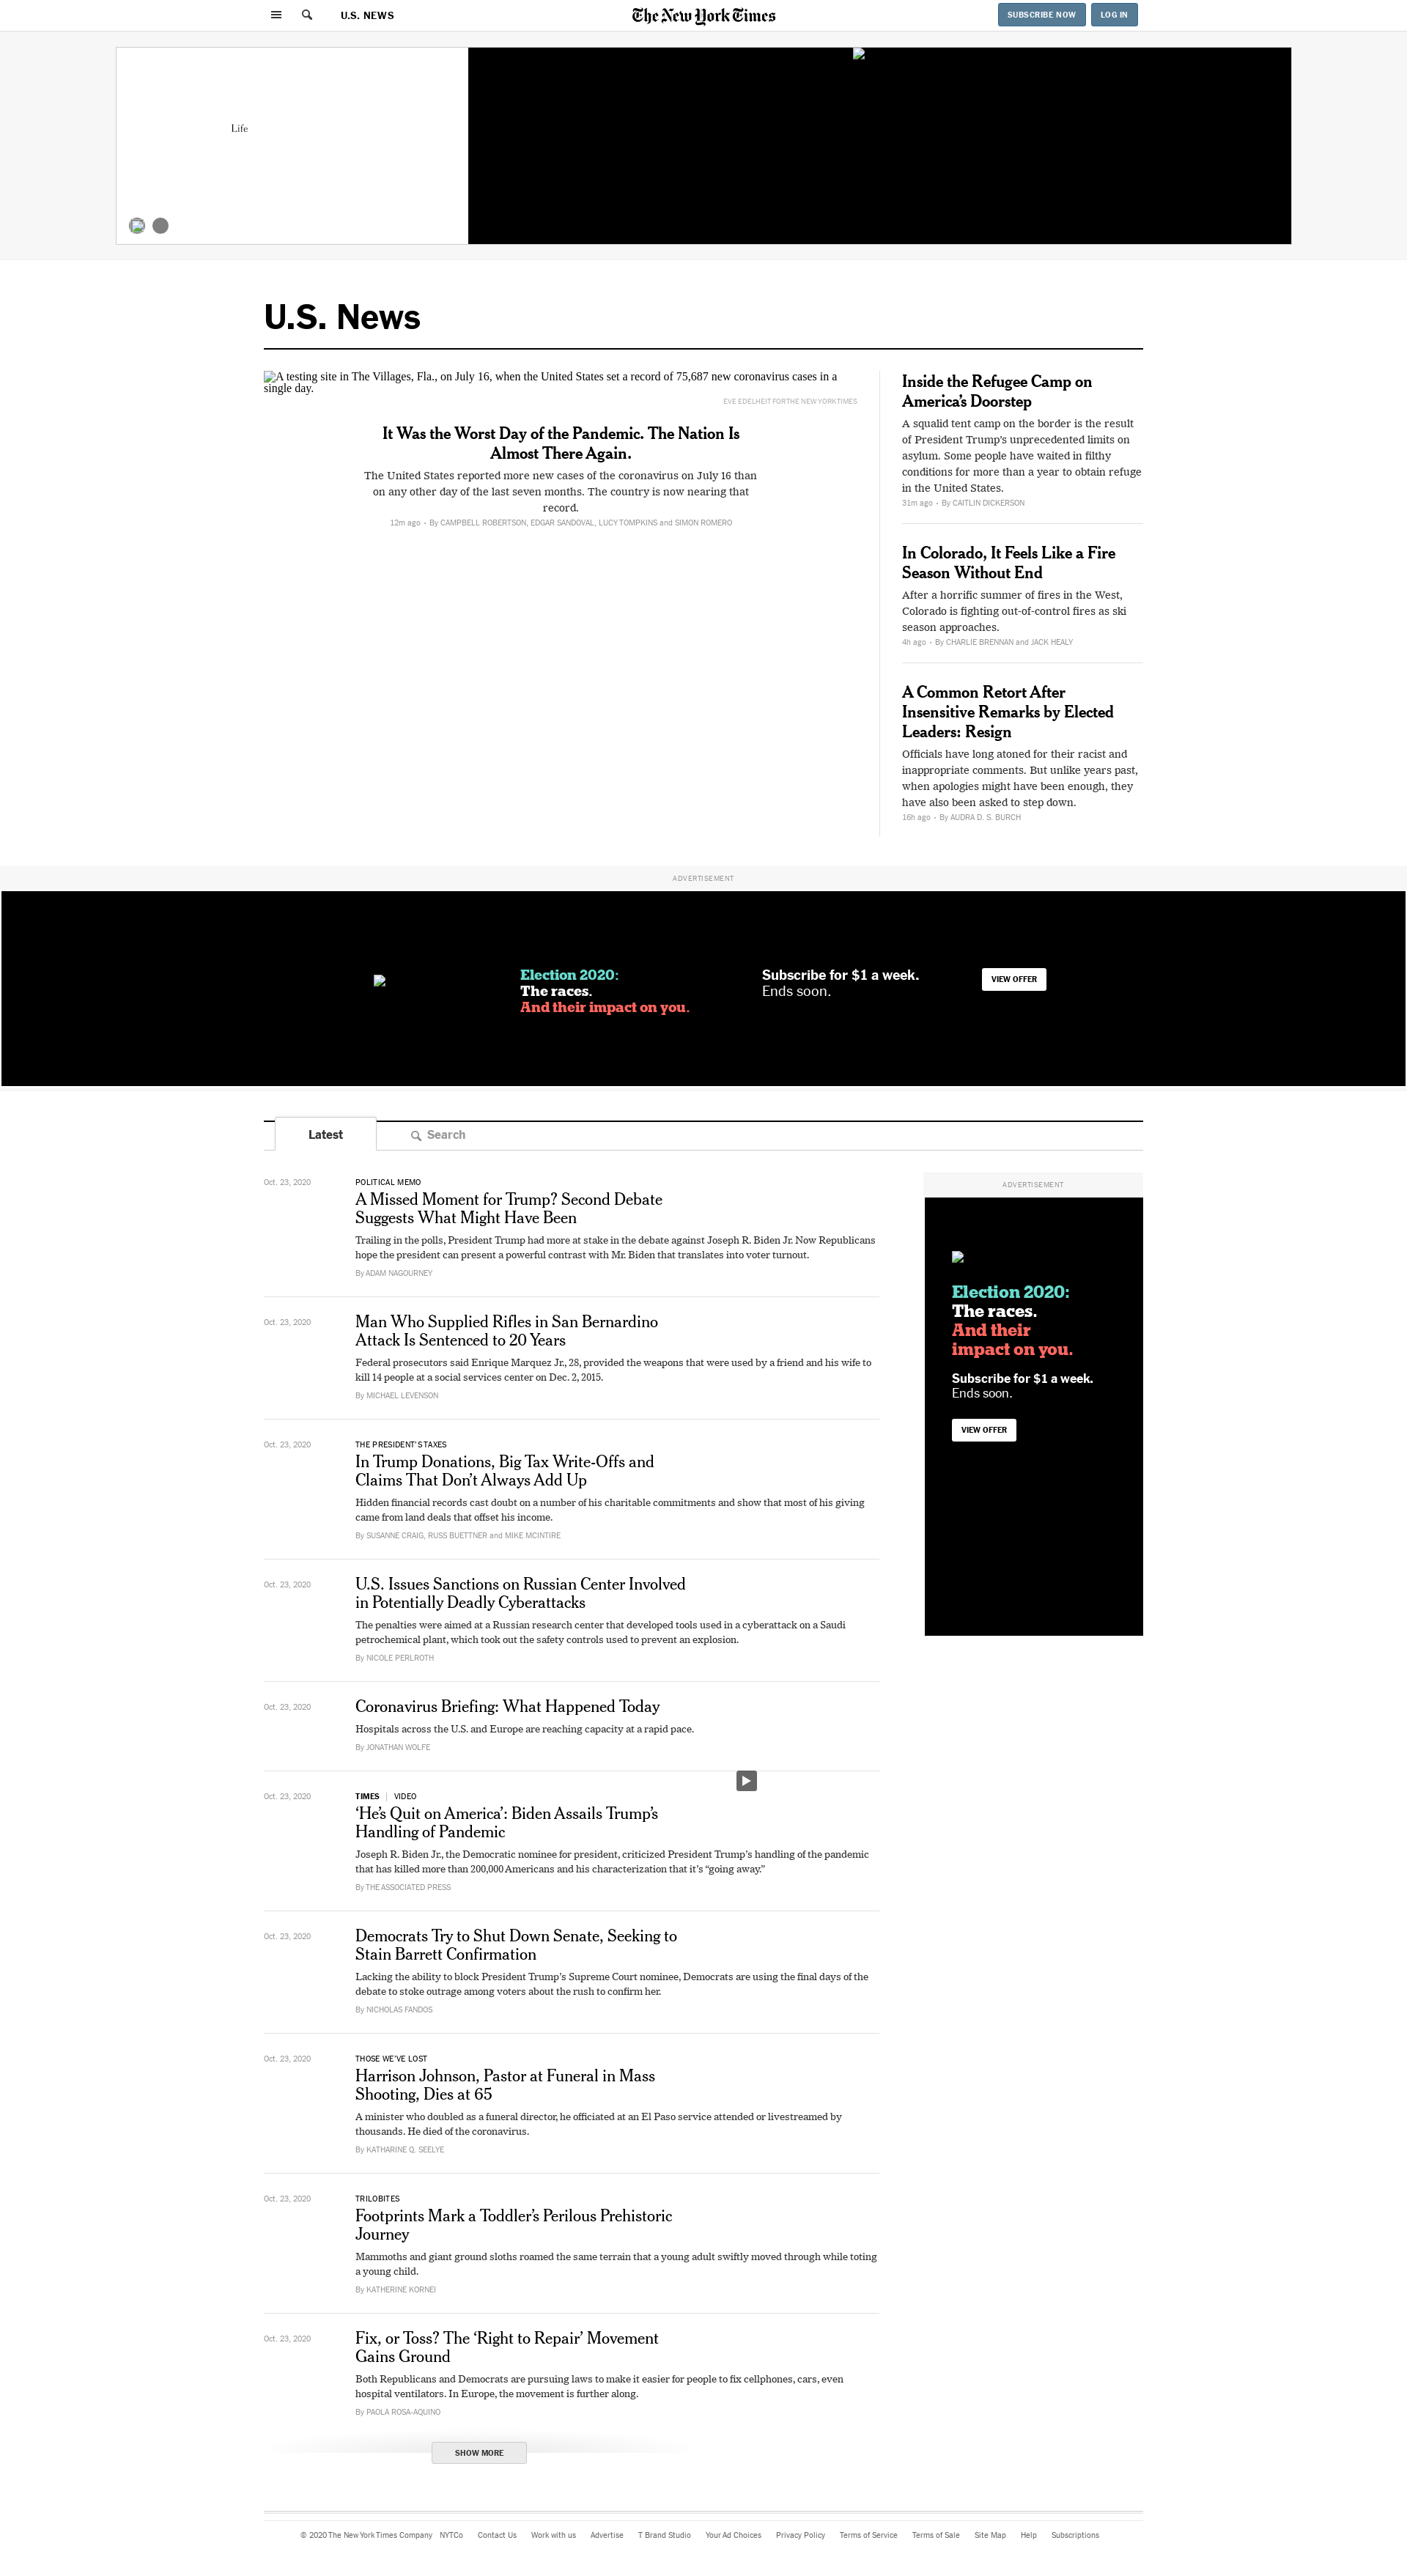 U.S. NEWS
The New York Times
SUBSCRIBE NOW
LOG IN
Life
U.S. News
A testing site in The Villages, Fla., on July 16, when the United States set a record of 75,687 new coronavirus cases in a
single day.
EVE EDELHEIT FOR THE NEW YORK TIMES
It Was the Worst Day of the Pandemic. The Nation Is
Almost There Again.
The United States reported more new cases of the coronavirus on July 16 than
on any other day of the last seven months. The country is now nearing that
record.
12m ago • By CAMPBELL ROBERTSON, EDGAR SANDOVAL, LUCY TOMPKINS and SIMON ROMERO
Inside the Refugee Camp on
America’s Doorstep
A squalid tent camp on the border is the result
of President Trump’s unprecedented limits on
asylum. Some people have waited in filthy
conditions for more than a year to obtain refuge
in the United States.
31m ago • By CAITLIN DICKERSON
In Colorado, It Feels Like a Fire
Season Without End
After a horrific summer of fires in the West,
Colorado is fighting out-of-control fires as ski
season approaches.
4h ago • By CHARLIE BRENNAN and JACK HEALY
A Common Retort After
Insensitive Remarks by Elected
Leaders: Resign
Officials have long atoned for their racist and
inappropriate comments. But unlike years past,
when apologies might have been enough, they
have also been asked to step down.
16h ago • By AUDRA D. S. BURCH
ADVERTISEMENT
Election 2020:
The races.
And their impact on you.
Subscribe for $1 a week.
Ends soon.
VIEW OFFER
Latest
Search
Oct. 23, 2020
POLITICAL MEMO
A Missed Moment for Trump? Second Debate
Suggests What Might Have Been
Trailing in the polls, President Trump had more at stake in the debate against Joseph R. Biden Jr. Now Republicans
hope the president can present a powerful contrast with Mr. Biden that translates into voter turnout.
By ADAM NAGOURNEY
Oct. 23, 2020
Man Who Supplied Rifles in San Bernardino
Attack Is Sentenced to 20 Years
Federal prosecutors said Enrique Marquez Jr., 28, provided the weapons that were used by a friend and his wife to
kill 14 people at a social services center on Dec. 2, 2015.
By MICHAEL LEVENSON
Oct. 23, 2020
THE PRESIDENT’S TAXES
In Trump Donations, Big Tax Write-Offs and
Claims That Don’t Always Add Up
Hidden financial records cast doubt on a number of his charitable commitments and show that most of his giving
came from land deals that offset his income.
By SUSANNE CRAIG, RUSS BUETTNER and MIKE MCINTIRE
Oct. 23, 2020
U.S. Issues Sanctions on Russian Center Involved
in Potentially Deadly Cyberattacks
The penalties were aimed at a Russian research center that developed tools used in a cyberattack on a Saudi
petrochemical plant, which took out the safety controls used to prevent an explosion.
By NICOLE PERLROTH
Oct. 23, 2020
Coronavirus Briefing: What Happened Today
Hospitals across the U.S. and Europe are reaching capacity at a rapid pace.
By JONATHAN WOLFE
Oct. 23, 2020
TIMES | VIDEO
‘He’s Quit on America’: Biden Assails Trump’s
Handling of Pandemic
Joseph R. Biden Jr., the Democratic nominee for president, criticized President Trump’s handling of the pandemic
that has killed more than 200,000 Americans and his characterization that it’s “going away.”
By THE ASSOCIATED PRESS
Oct. 23, 2020
Democrats Try to Shut Down Senate, Seeking to
Stain Barrett Confirmation
Lacking the ability to block President Trump’s Supreme Court nominee, Democrats are using the final days of the
debate to stoke outrage among voters about the rush to confirm her.
By NICHOLAS FANDOS
Oct. 23, 2020
THOSE WE’VE LOST
Harrison Johnson, Pastor at Funeral in Mass
Shooting, Dies at 65
A minister who doubled as a funeral director, he officiated at an El Paso service attended or livestreamed by
thousands. He died of the coronavirus.
By KATHARINE Q. SEELYE
Oct. 23, 2020
TRILOBITES
Footprints Mark a Toddler’s Perilous Prehistoric
Journey
Mammoths and giant ground sloths roamed the same terrain that a young adult swiftly moved through while toting
a young child.
By KATHERINE KORNEI
Oct. 23, 2020
Fix, or Toss? The ‘Right to Repair’ Movement
Gains Ground
Both Republicans and Democrats are pursuing laws to make it easier for people to fix cellphones, cars, even
hospital ventilators. In Europe, the movement is further along.
By PAOLA ROSA-AQUINO
SHOW MORE
ADVERTISEMENT
Election 2020:
The races.
And their
impact on you.
Subscribe for $1 a week.
Ends soon.
VIEW OFFER
© 2020 The New York Times Company NYTCo Contact Us Work with us Advertise T Brand Studio Your Ad Choices Privacy Policy Terms of Service Terms of Sale Site Map Help Subscriptions